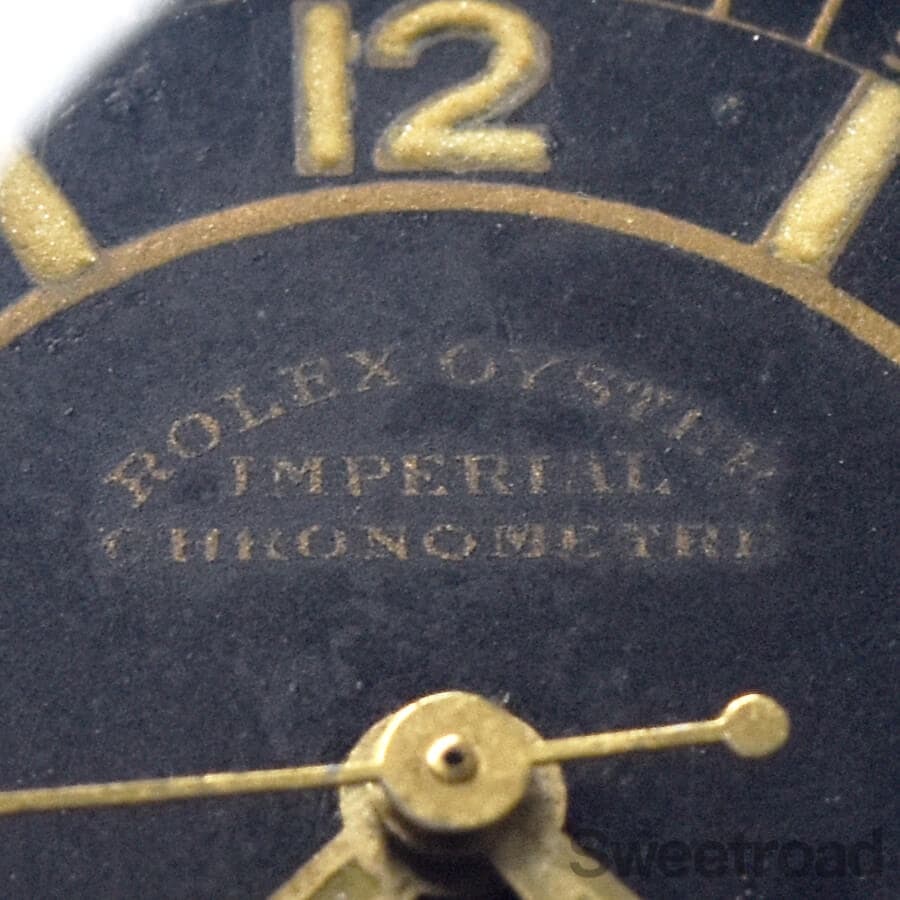 12
ROLEX OYSTER
IMPERIAL
CHRONOMETRE
Sweetroad